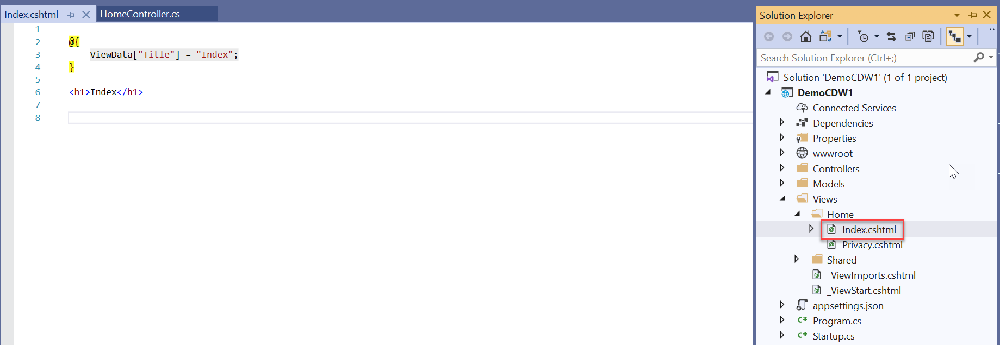 Index.cshtml
HomeController.cs
1
2 @{
3 ViewData["Title"] = "Index";
4 }
5
6 <h1>Index</h1>
7
8
Solution Explorer
Search Solution Explorer (Ctrl+;)
Solution 'DemoCDW1' (1 of 1 project)
DemoCDW1
Connected Services
Dependencies
Properties
wwwroot
Controllers
Models
Views
Home
Index.cshtml
Privacy.cshtml
Shared
_ViewImports.cshtml
_ViewStart.cshtml
appsettings.json
C# Program.cs
C# Startup.cs